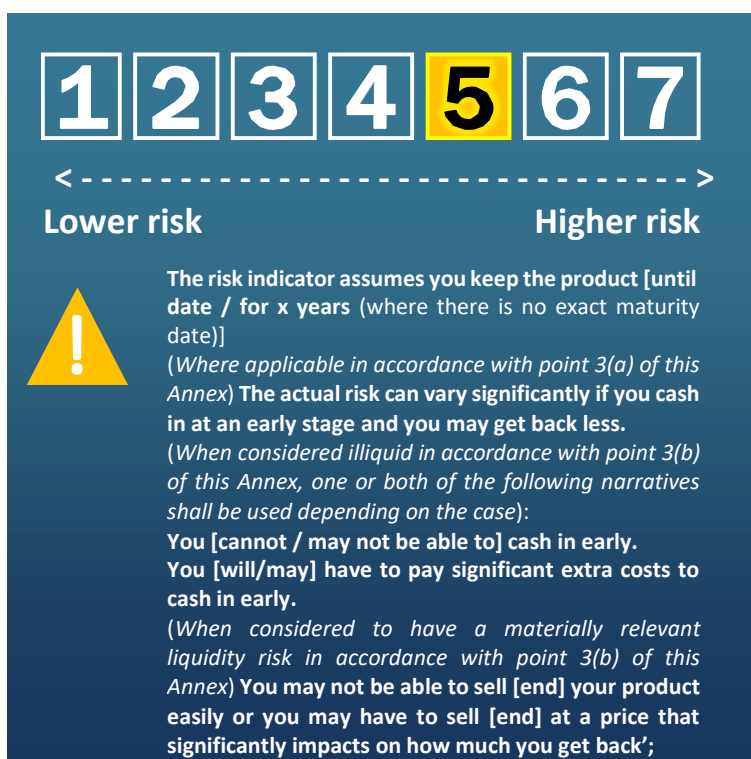 1 2 3 4 5 6 7
<--------------------------------->
Lower risk Higher risk
!
The risk indicator assumes you keep the product [until
date / for x years (where there is no exact maturity
date)]
(Where applicable in accordance with point 3(a) of this
Annex) The actual risk can vary significantly if you cash
in at an early stage and you may get back less.
(When considered illiquid in accordance with point 3(b)
of this Annex, one or both of the following narratives
shall be used depending on the case):
You [cannot / may not be able to] cash in early.
You [will/may] have to pay significant extra costs to
cash in early.
(When considered to have a materially relevant
liquidity risk in accordance with point 3(b) of this
Annex) You may not be able to sell [end] your product
easily or you may have to sell [end] at a price that
significantly impacts on how much you get back’;